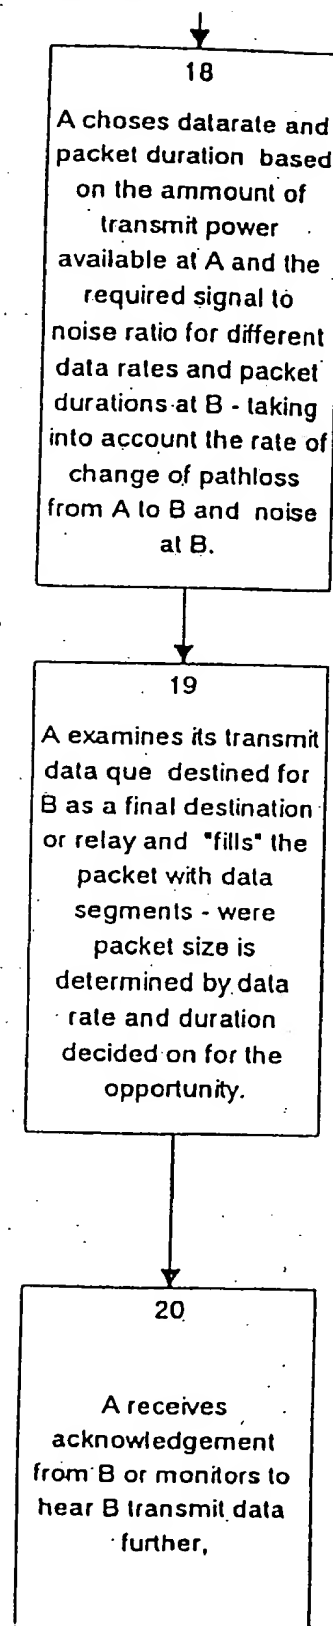 18
A choses datarate and
packet duration based
on the ammount of
transmit power
available at A and the
required signal to
noise ratio for different
data rates and packet
durations at B - taking
into account the rate of
change of pathloss
from A to B and noise
at B.
19
A examines its transmit
data que destined for
B as a final destination
or relay and "fills" the
packet with data
segments - were
packet size is
determined by data
rate and duration
decided on for the
opportunity.
20
A receives
acknowledgement
from B or monitors to
hear B transmit data
further,